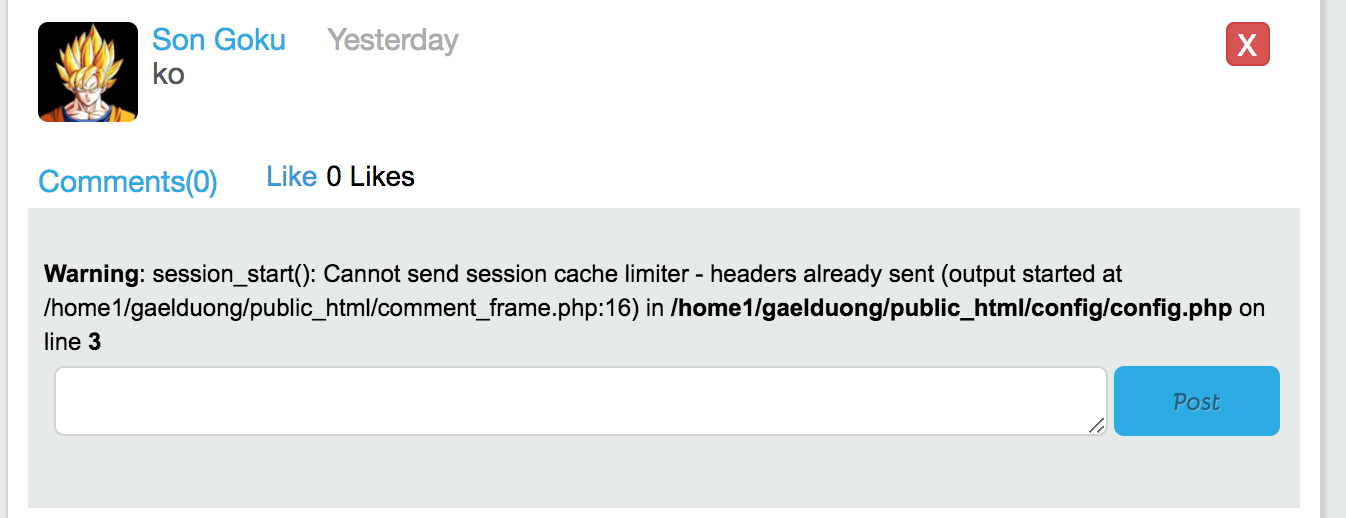 Son Goku Yesterday X
ko
Comments(0) Like 0 Likes
Warning: session_start(): Cannot send session cache limiter - headers already sent (output started at
/home1/gaelduong/public_html/comment_frame.php:16) in /home1/gaelduong/public_html/config/config.php on
line 3
Post